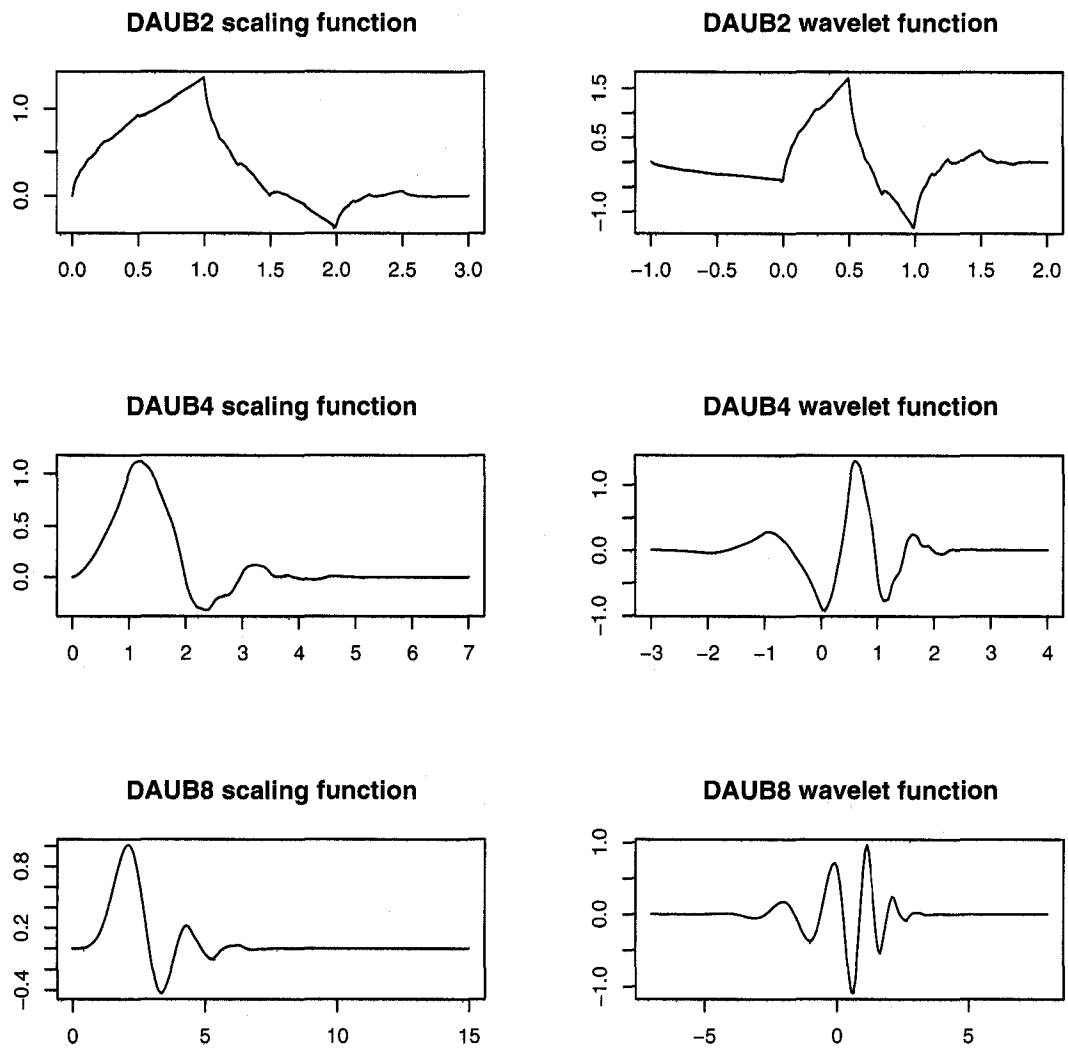 DAUB2 scaling function
1.0
0.0
0.0 0.5 1.0 1.5 2.0 2.5 3.0
DAUB2 wavelet function
1.5
0.5
−1.0
−1.0 −0.5 0.0 0.5 1.0 1.5 2.0
DAUB4 scaling function
1.0
0.5
0.0
0 1 2 3 4 5 6 7
DAUB4 wavelet function
1.0
0.0
−1.0
−3 −2 −1 0 1 2 3 4
DAUB8 scaling function
0.8
0.2
−0.4
0 5 10 15
DAUB8 wavelet function
1.0
0.0
−1.0
−5 0 5